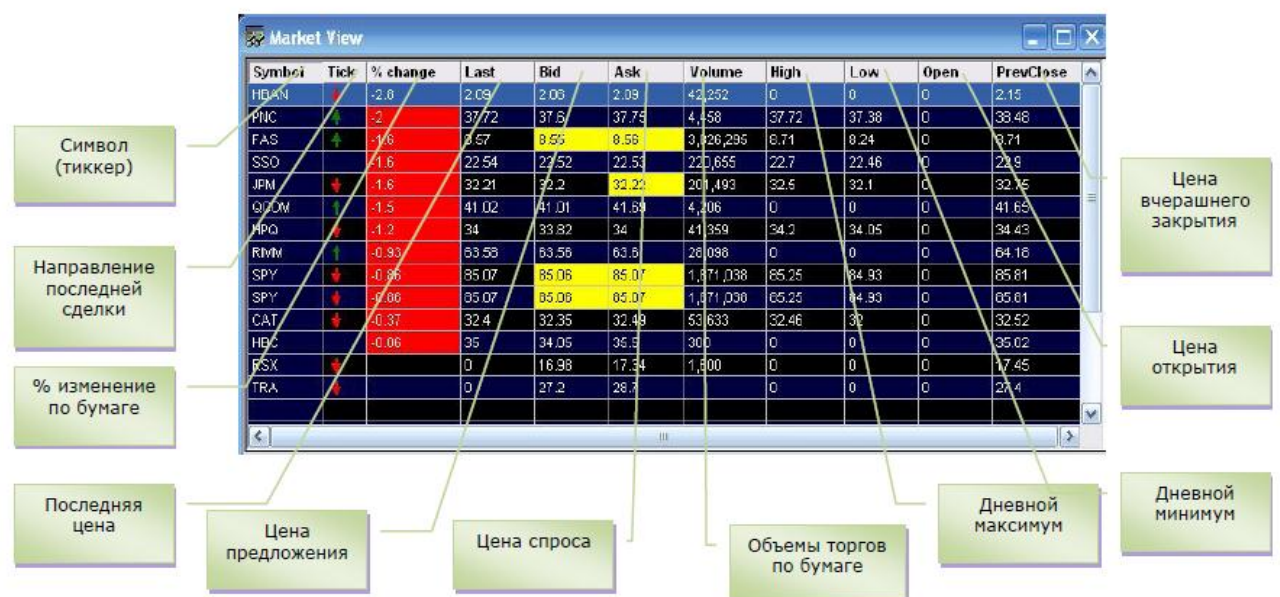 Market View
Symbol Tick % change Last Bid Ask Volume High Low Open PrevClose
HBAN -2.8 2.09 2.06 2.09 42,252 0 0 0 2.15
PNC -2 37.72 37.6 37.75 4,458 37.72 37.38 0 38.48
FAS -1.6 8.57 8.55 8.56 3,826,295 8.71 8.24 0 8.71
SSO -1.6 22.54 22.52 22.53 220,655 22.7 22.46 0 22.9
JPM -1.6 32.21 32.2 32.22 201,493 32.5 32.1 0 32.75
QCOM -1.5 41.02 41.01 41.69 4,206 0 0 0 41.65
HPQ -1.2 34 33.82 34 41,359 34.2 34.05 0 34.43
RIMM -0.93 63.58 63.56 63.6 28,098 0 0 0 64.18
SPY -0.86 85.07 85.06 85.07 1,871,038 85.25 84.93 0 85.81
SPY -0.86 85.07 85.06 85.07 1,871,038 85.25 84.93 0 85.81
CAT -0.37 32.4 32.35 32.49 53,633 32.46 32 0 32.52
HBC -0.06 35 34.05 35.5 300 0 0 0 35.02
RSX 0 16.98 17.34 0 0 0 17.45
TRA 0 27.2 28.7 0 0 0 27.4
Символ
(тиккер)
Направление
последней
сделки
% изменение
по бумаге
Последняя
цена
Цена
предложения
Цена спроса
Объемы торгов
по бумаге
Дневной
максимум
Дневной
минимум
Цена
открытия
Цена
вчерашнего
закрытия